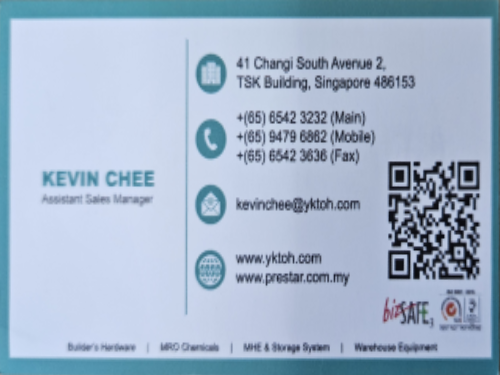 41 Changi South Avenue 2,
TSK Building, Singapore 486153
+(65) 6542 3232 (Main)
+(65) 9479 6862 (Mobile)
+(65) 6542 3636 (Fax)
KEVIN CHEE
Assistant Sales Manager
kevinchee@yktoh.com
www.yktoh.com
www.prestar.com.my
bizSAFE3
Builder's Hardware | MRO Chemicals | MHE & Storage System | Warehouse Equipment